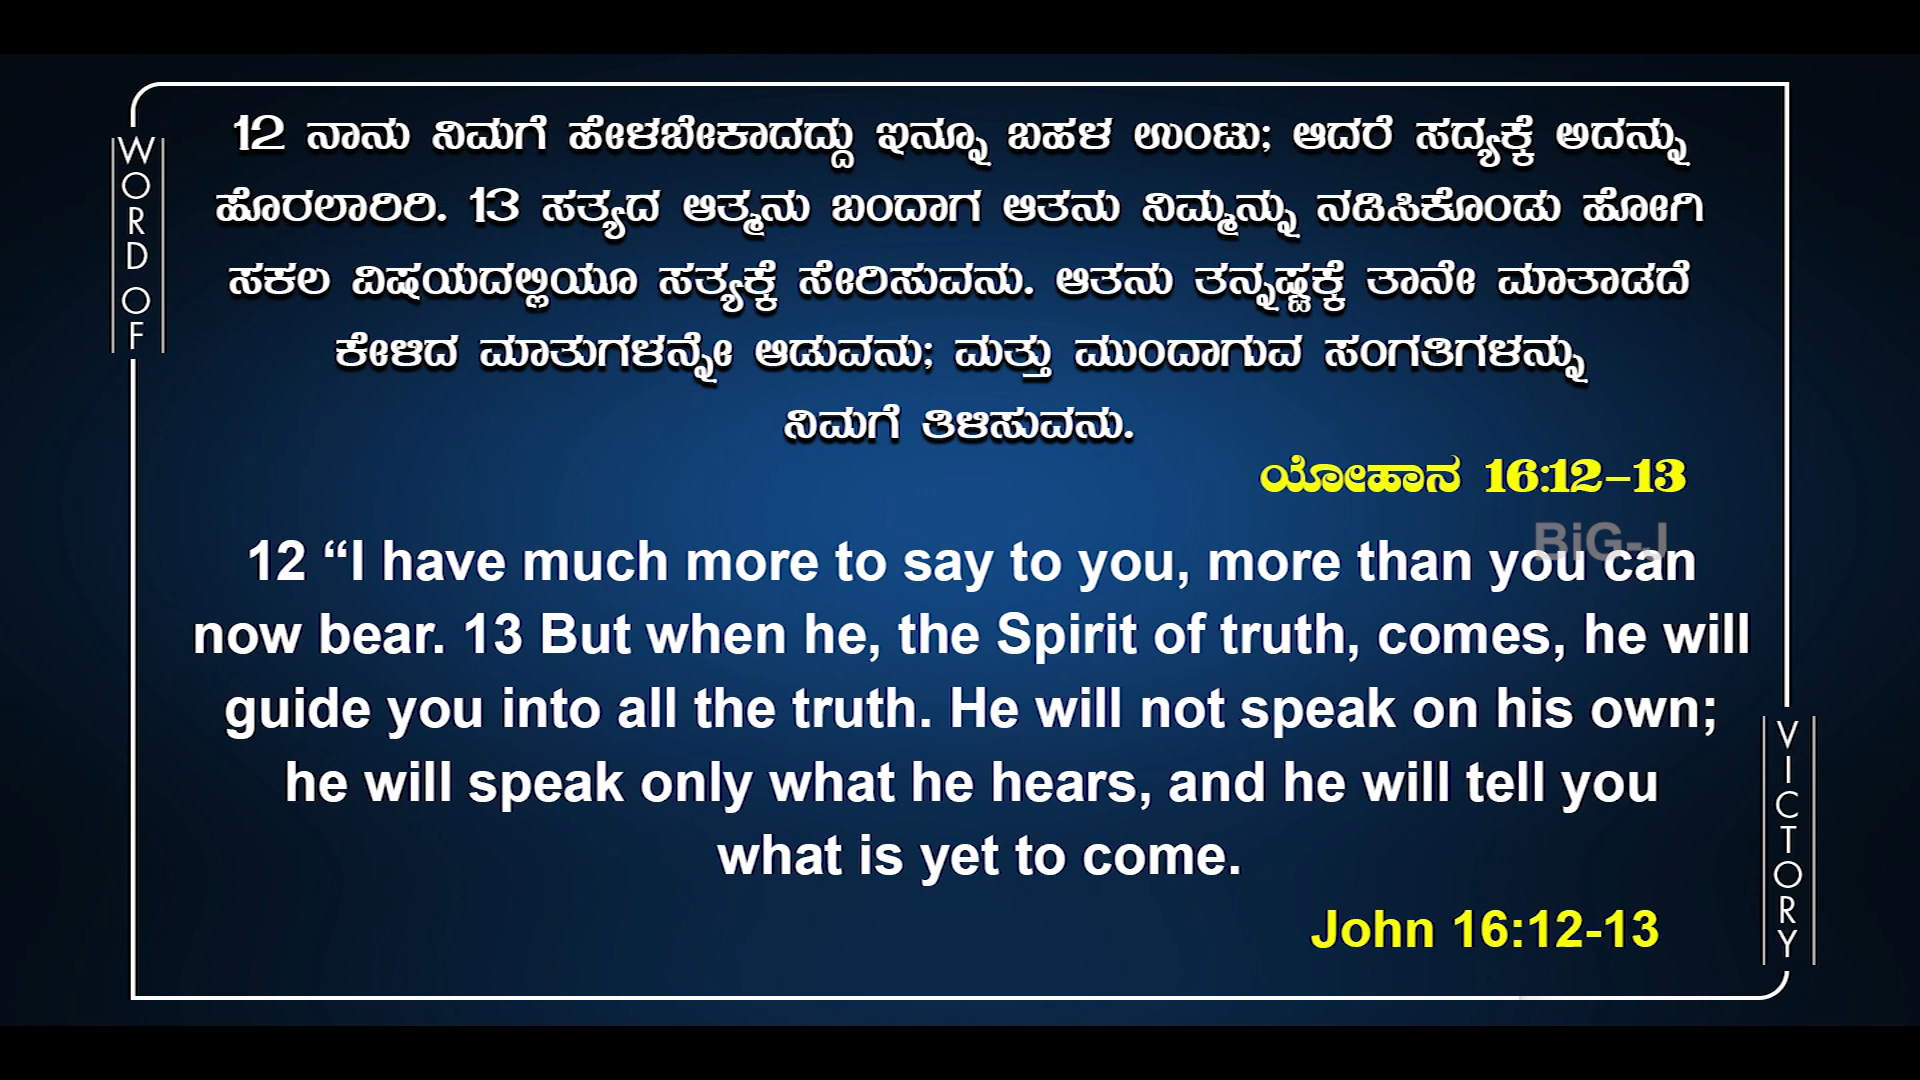 WORD OF
12 ನಾನು ನಿಮಗೆ ಹೇಳಬೇಕಾದದ್ದು ಇನ್ನೂ ಬಹಳ ಉಂಟು; ಆದರೆ ಸದ್ಯಕ್ಕೆ ಅದನ್ನು
ಹೊರಲಾರಿರಿ. 13 ಸತ್ಯದ ಆತ್ಮನು ಬಂದಾಗ ಆತನು ನಿಮ್ಮನ್ನು ನಡಿಸಿಕೊಂಡು ಹೋಗಿ
ಸಕಲ ವಿಷಯದಲ್ಲಿಯೂ ಸತ್ಯಕ್ಕೆ ಸೇರಿಸುವನು. ಆತನು ತನ್ನಷ್ಟಕ್ಕೆ ತಾನೇ ಮಾತಾಡದೆ
ಕೇಳಿದ ಮಾತುಗಳನ್ನೇ ಆಡುವನು; ಮತ್ತು ಮುಂದಾಗುವ ಸಂಗತಿಗಳನ್ನು
ನಿಮಗೆ ತಿಳಿಸುವನು.
ಯೋಹಾನ 16:12-13
BiG-J
12 “I have much more to say to you, more than you can
now bear. 13 But when he, the Spirit of truth, comes, he will
guide you into all the truth. He will not speak on his own;
he will speak only what he hears, and he will tell you
what is yet to come.
John 16:12-13
VICTORY